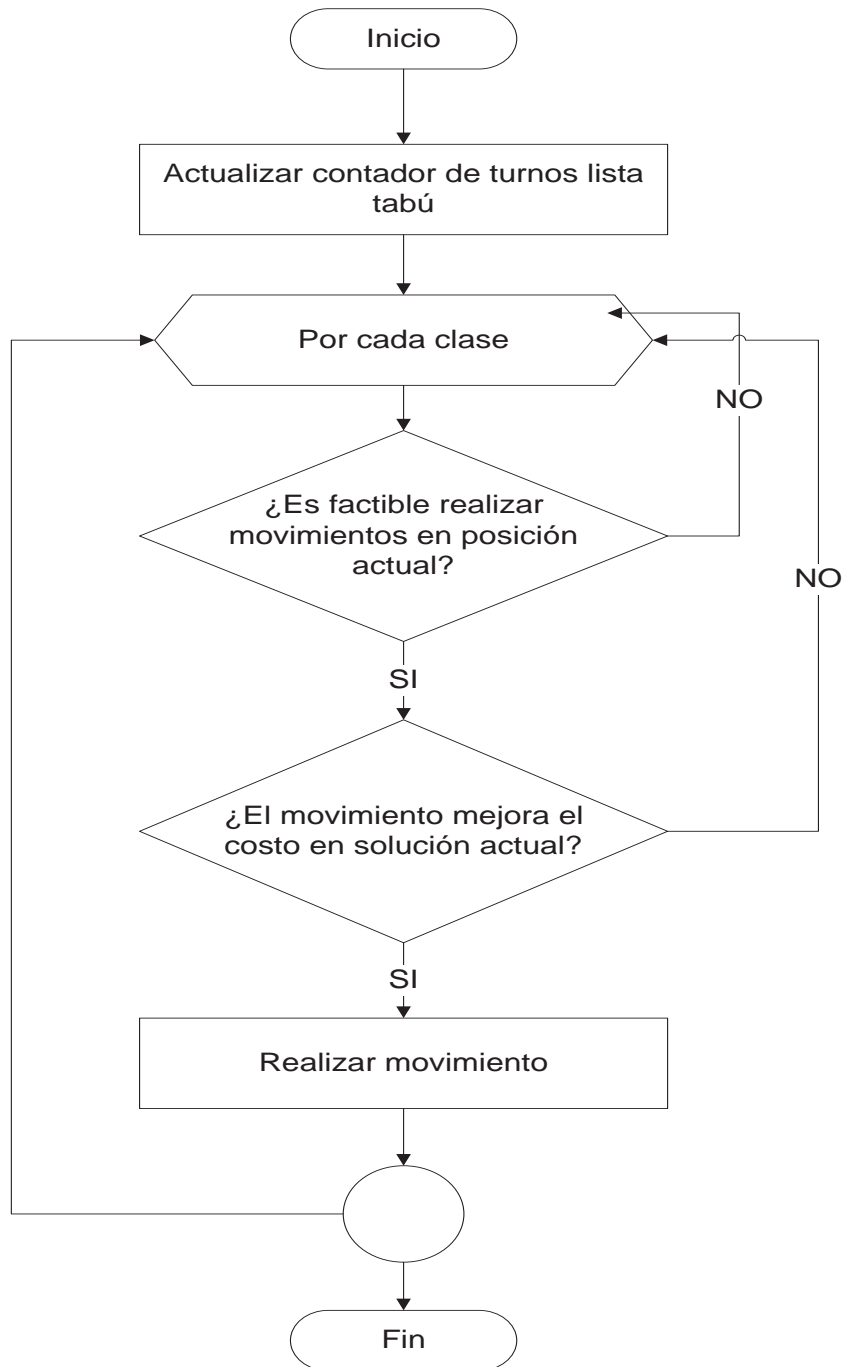 Inicio
Actualizar contador de turnos lista
tabú
Por cada clase
NO
¿Es factible realizar
movimientos en posición
actual?
NO
SI
¿El movimiento mejora el
costo en solución actual?
SI
Realizar movimiento
Fin